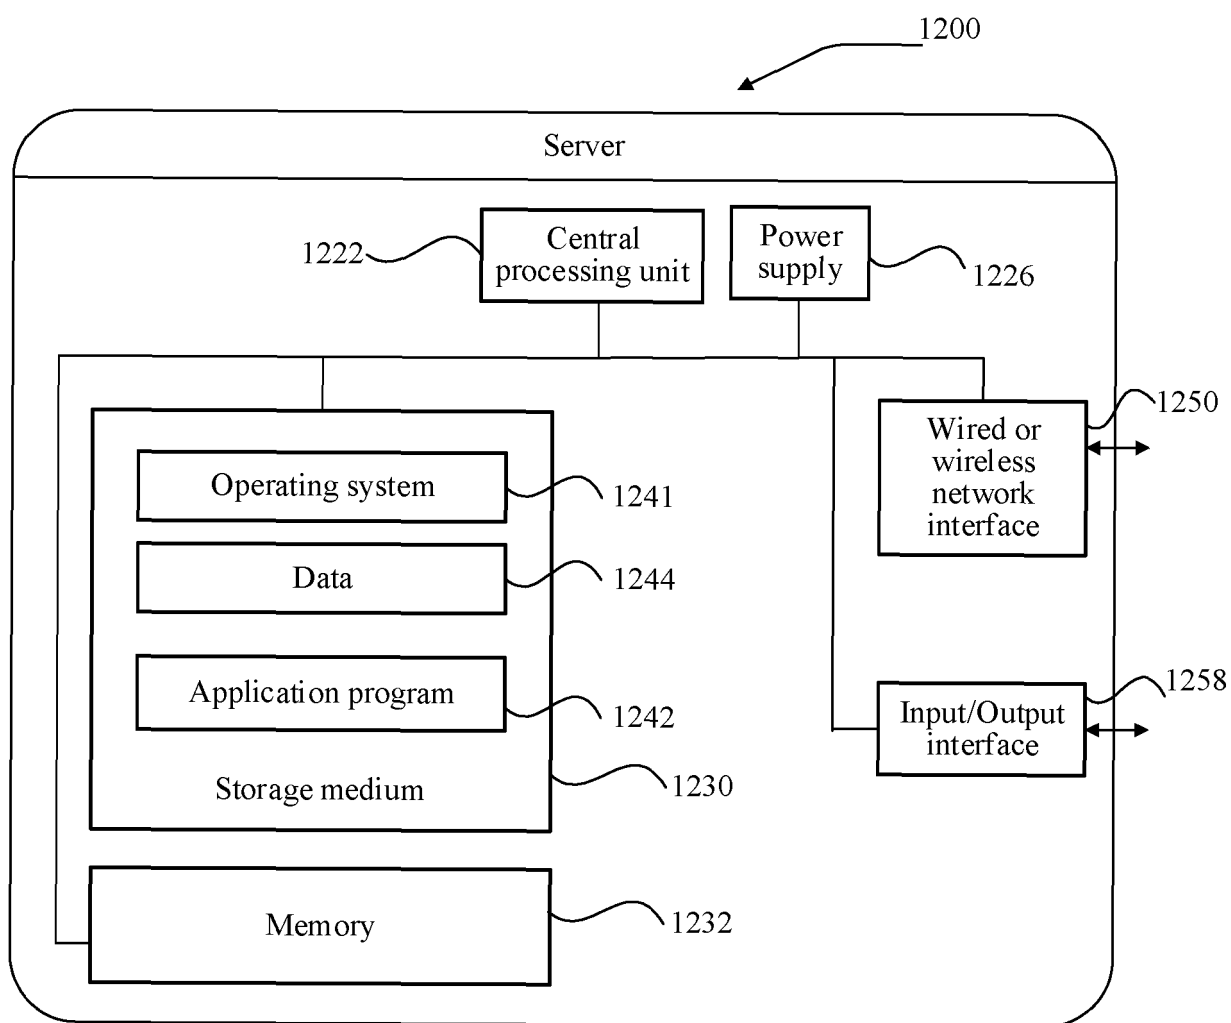 1200
Server
1222
Central
processing unit
Power
supply
1226
1250
Wired or
wireless
network
interface
Operating system
1241
Data
1244
Application program
1242
1258
Input/Output
interface
Storage medium
1230
Memory
1232